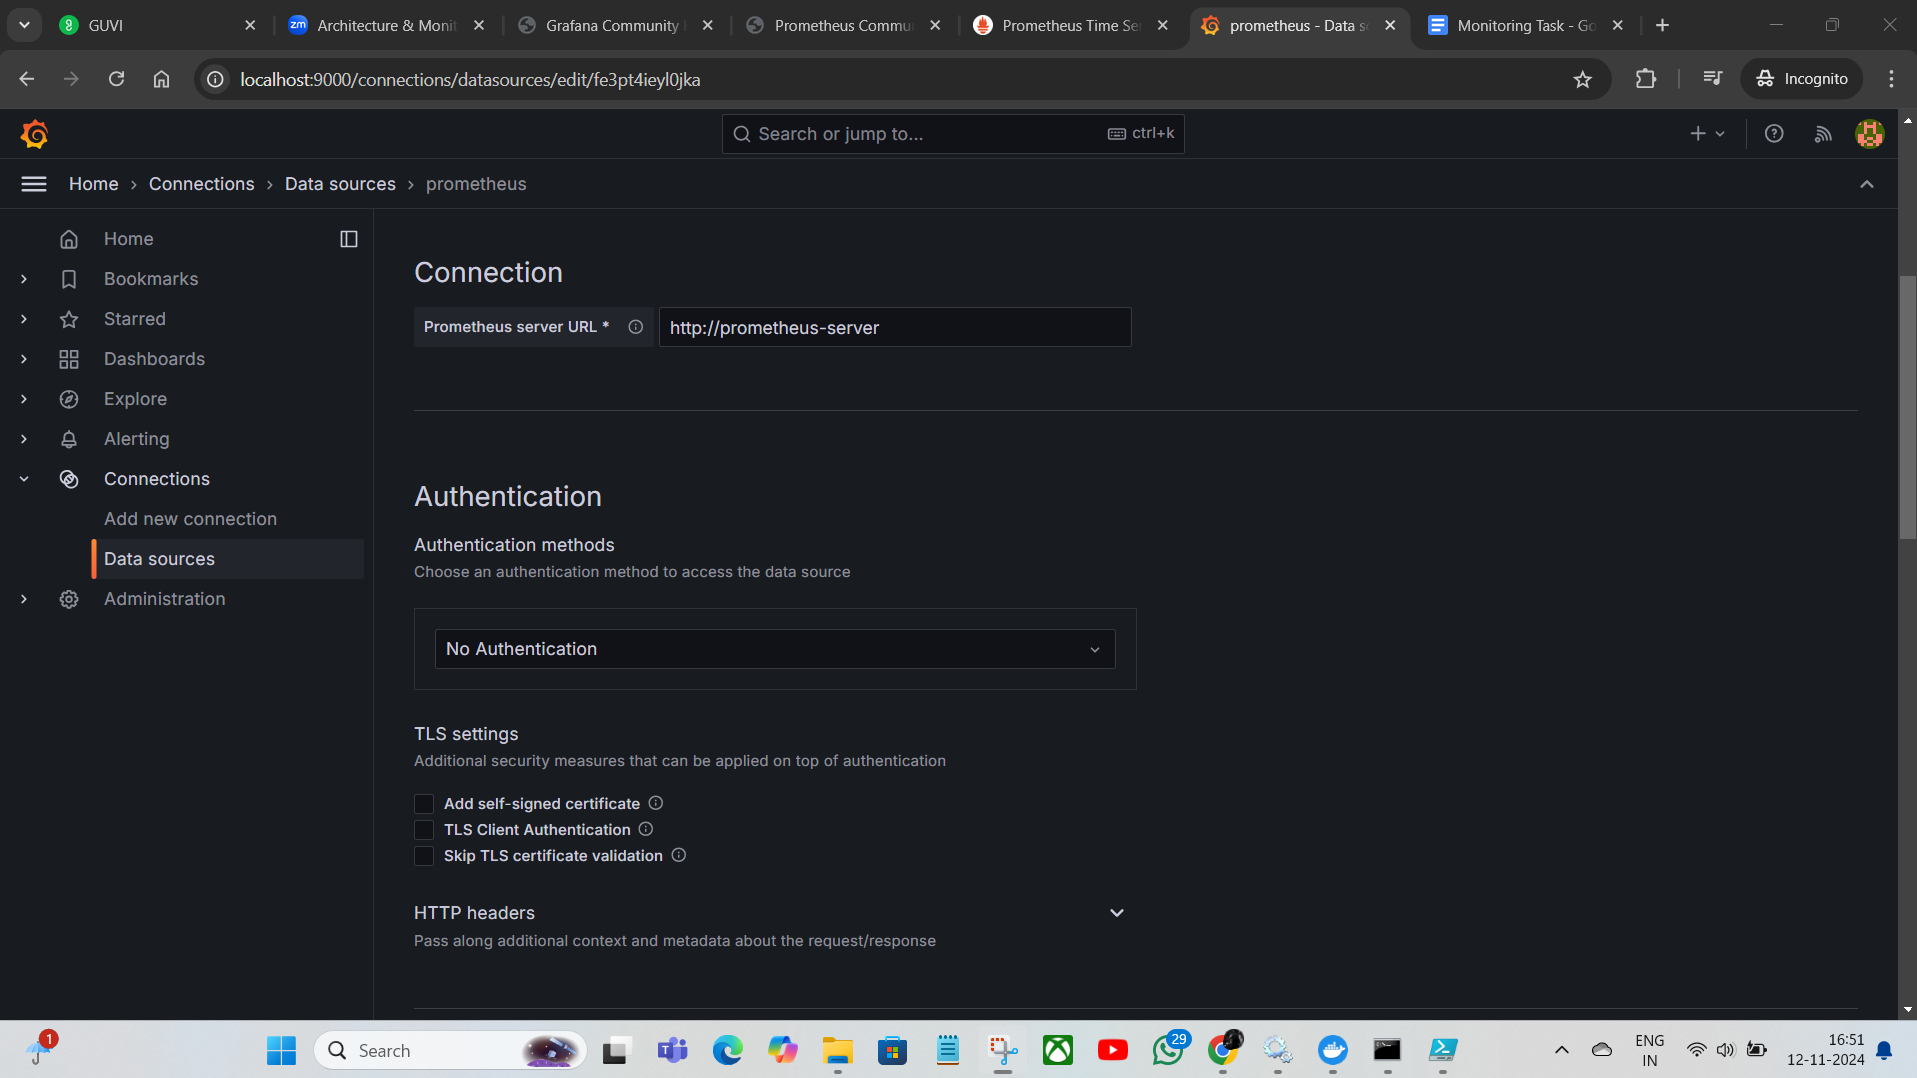 GUVI
Architecture & Monit
Grafana Community
Prometheus Commu
Prometheus Time Ser
prometheus - Data s
Monitoring Task - Go
localhost:9000/connections/datasources/edit/fe3pt4ieyl0jka
Incognito
Search or jump to...
ctrl+k
Home › Connections › Data sources › prometheus
Home
Bookmarks
Starred
Dashboards
Explore
Alerting
Connections
Add new connection
Data sources
Administration
Connection
Prometheus server URL *
http://prometheus-server
Authentication
Authentication methods
Choose an authentication method to access the data source
No Authentication
TLS settings
Additional security measures that can be applied on top of authentication
Add self-signed certificate
TLS Client Authentication
Skip TLS certificate validation
HTTP headers
Pass along additional context and metadata about the request/response
1
Search
29
ENG
IN
16:51
12-11-2024